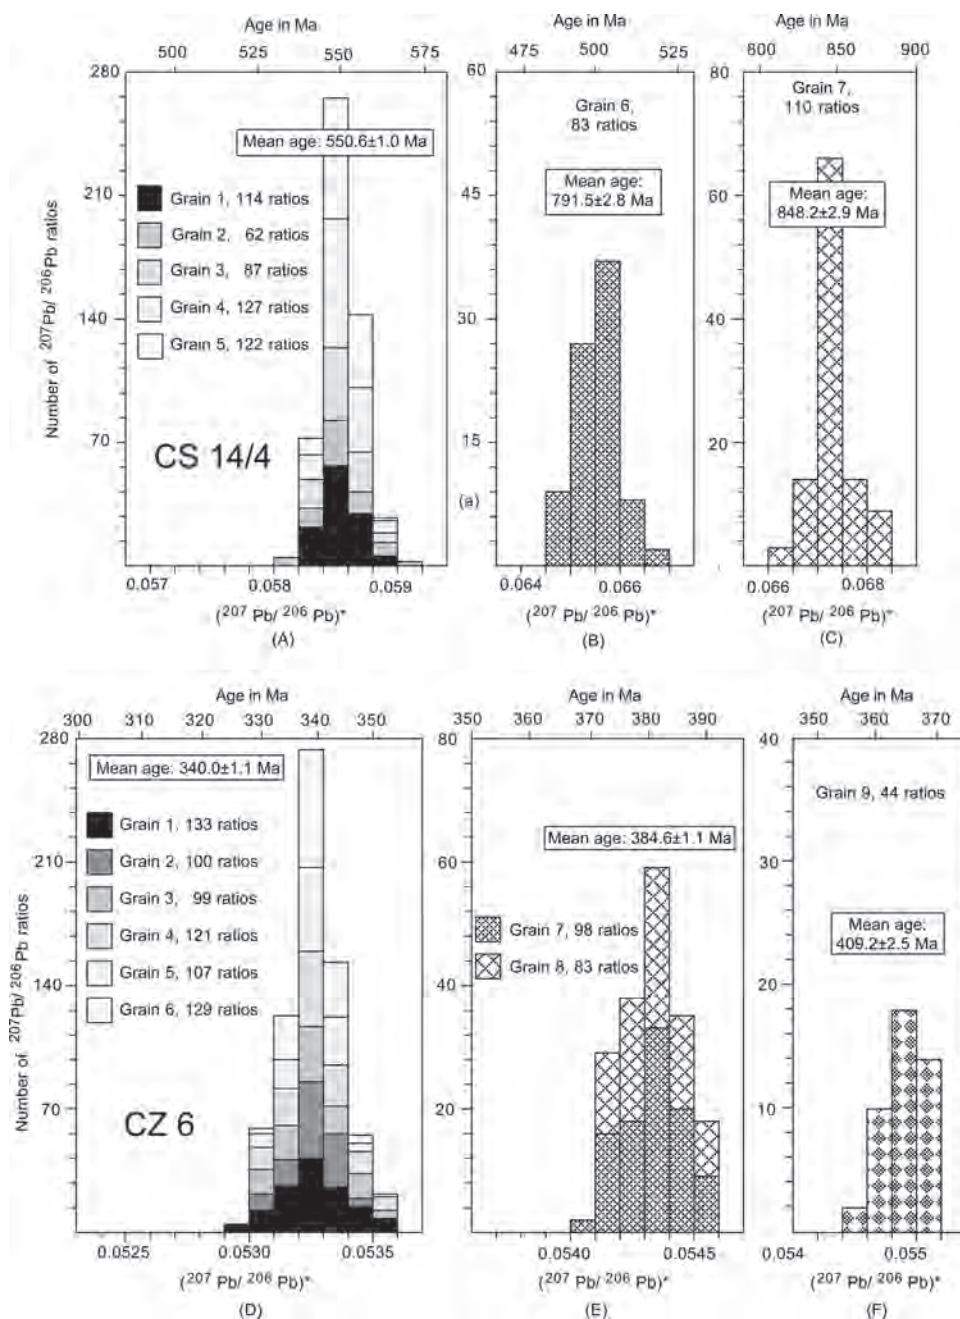 Age in Ma
500 525 550 575
280
210
140
70
Number of ²⁰⁷Pb/ ²⁰⁶Pb ratios
Mean age: 550.6±1.0 Ma
Grain 1, 114 ratios
Grain 2, 62 ratios
Grain 3, 87 ratios
Grain 4, 127 ratios
Grain 5, 122 ratios
CS 14/4
0.057 0.058 0.059
(²⁰⁷ Pb/ ²⁰⁶ Pb)*
(A)
Age in Ma
475 500 525
60
45
30
15
(a)
Grain 6,
83 ratios
Mean age:
791.5±2.8 Ma
0.064 0.066
(²⁰⁷ Pb/ ²⁰⁶ Pb)*
(B)
Age in Ma
800 850 900
80
60
40
20
Grain 7,
110 ratios
Mean age:
848.2±2.9 Ma
0.066 0.068
(²⁰⁷ Pb/ ²⁰⁶ Pb)*
(C)
Age in Ma
300 310 320 330 340 350
280
210
140
70
Number of ²⁰⁷Pb/ ²⁰⁶Pb ratios
Mean age: 340.0±1.1 Ma
Grain 1, 133 ratios
Grain 2, 100 ratios
Grain 3, 99 ratios
Grain 4, 121 ratios
Grain 5, 107 ratios
Grain 6, 129 ratios
CZ 6
0.0525 0.0530 0.0535
(²⁰⁷ Pb/ ²⁰⁶ Pb)*
(D)
Age in Ma
350 360 370 380 390
80
60
40
20
Mean age: 384.6±1.1 Ma
Grain 7, 98 ratios
Grain 8, 83 ratios
0.0540 0.0545
(²⁰⁷ Pb/ ²⁰⁶ Pb)*
(E)
Age in Ma
350 360 370
40
30
20
10
Grain 9, 44 ratios
Mean age:
409.2±2.5 Ma
0.054 0.055
(²⁰⁷ Pb/ ²⁰⁶ Pb)*
(F)